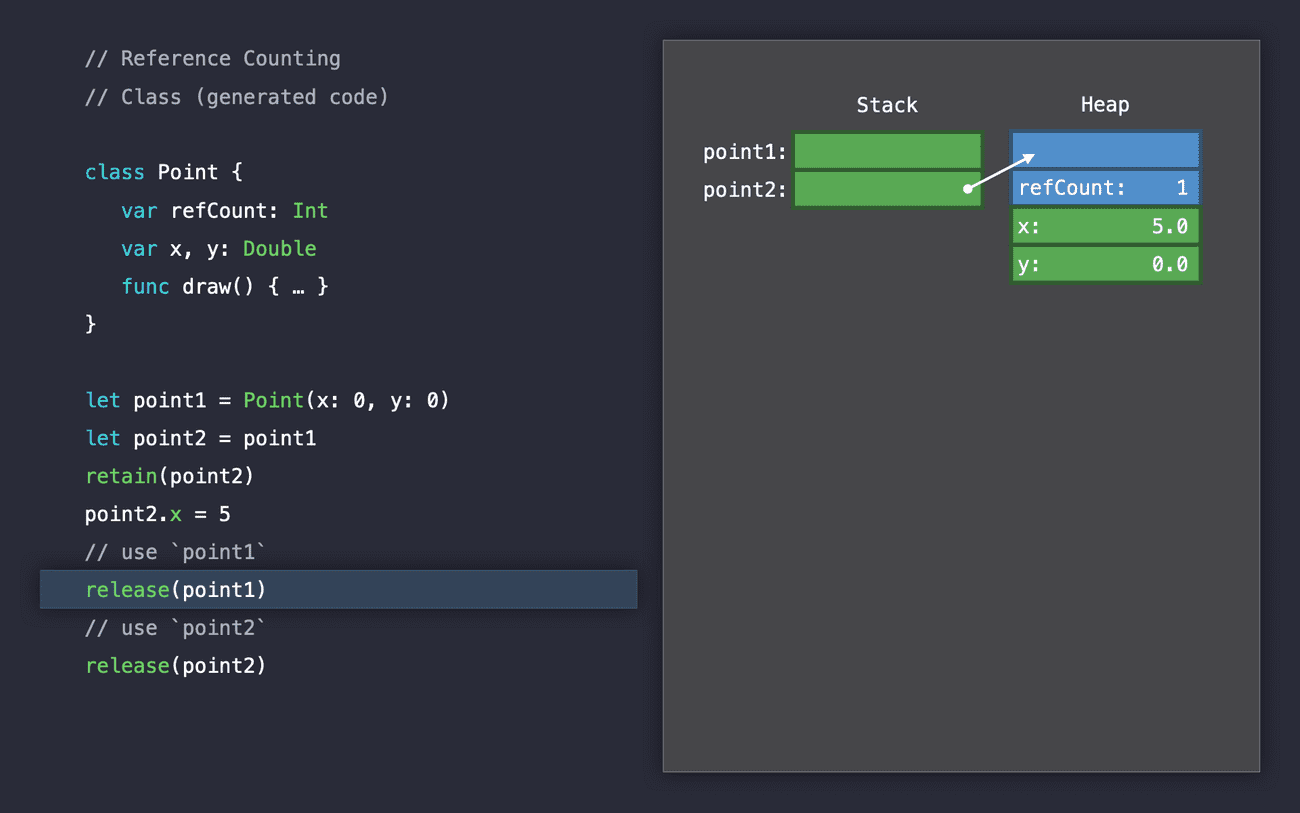 // Reference Counting
// Class (generated code)
class Point {
var refCount: Int
var x, y: Double
func draw() { … }
}
let point1 = Point(x: 0, y: 0)
let point2 = point1
retain(point2)
point2.x = 5
// use `point1`
release(point1)
// use `point2`
release(point2)
Stack Heap
point1:
point2:
refCount: 1
x: 5.0
y: 0.0